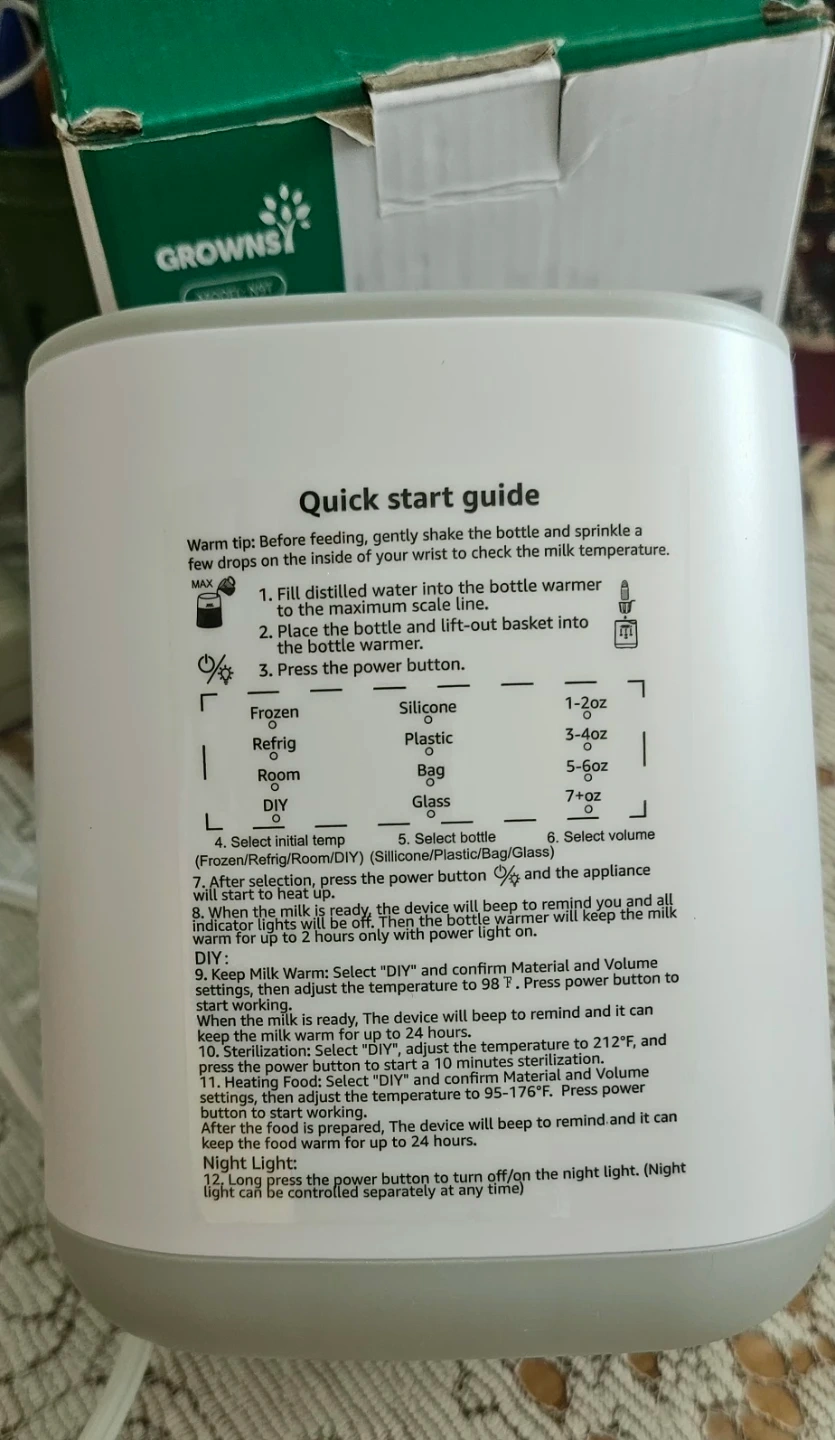 GROWNSY
Quick start guide
Warm tip: Before feeding, gently shake the bottle and sprinkle a
few drops on the inside of your wrist to check the milk temperature.
MAX
1. Fill distilled water into the bottle warmer
to the maximum scale line.
2. Place the bottle and lift-out basket into
the bottle warmer.
3. Press the power button.
Frozen Silicone 1-2oz
Refrig Plastic 3-4oz
Room Bag 5-6oz
DIY Glass 7+oz
4. Select initial temp 5. Select bottle 6. Select volume
(Frozen/Refrig/Room/DIY) (Sillicone/Plastic/Bag/Glass)
7. After selection, press the power button and the appliance
will start to heat up.
8. When the milk is ready, the device will beep to remind you and all
indicator lights will be off. Then the bottle warmer will keep the milk
warm for up to 2 hours only with power light on.
DIY:
9. Keep Milk Warm: Select "DIY" and confirm Material and Volume
settings, then adjust the temperature to 98 ℉. Press power button to
start working.
When the milk is ready, The device will beep to remind and it can
keep the milk warm for up to 24 hours.
10. Sterilization: Select "DIY", adjust the temperature to 212°F, and
press the power button to start a 10 minutes sterilization.
11. Heating Food: Select "DIY" and confirm Material and Volume
settings, then adjust the temperature to 95-176°F. Press power
button to start working.
After the food is prepared, The device will beep to remind and it can
keep the food warm for up to 24 hours.
Night Light:
12. Long press the power button to turn off/on the night light. (Night
light can be controlled separately at any time)